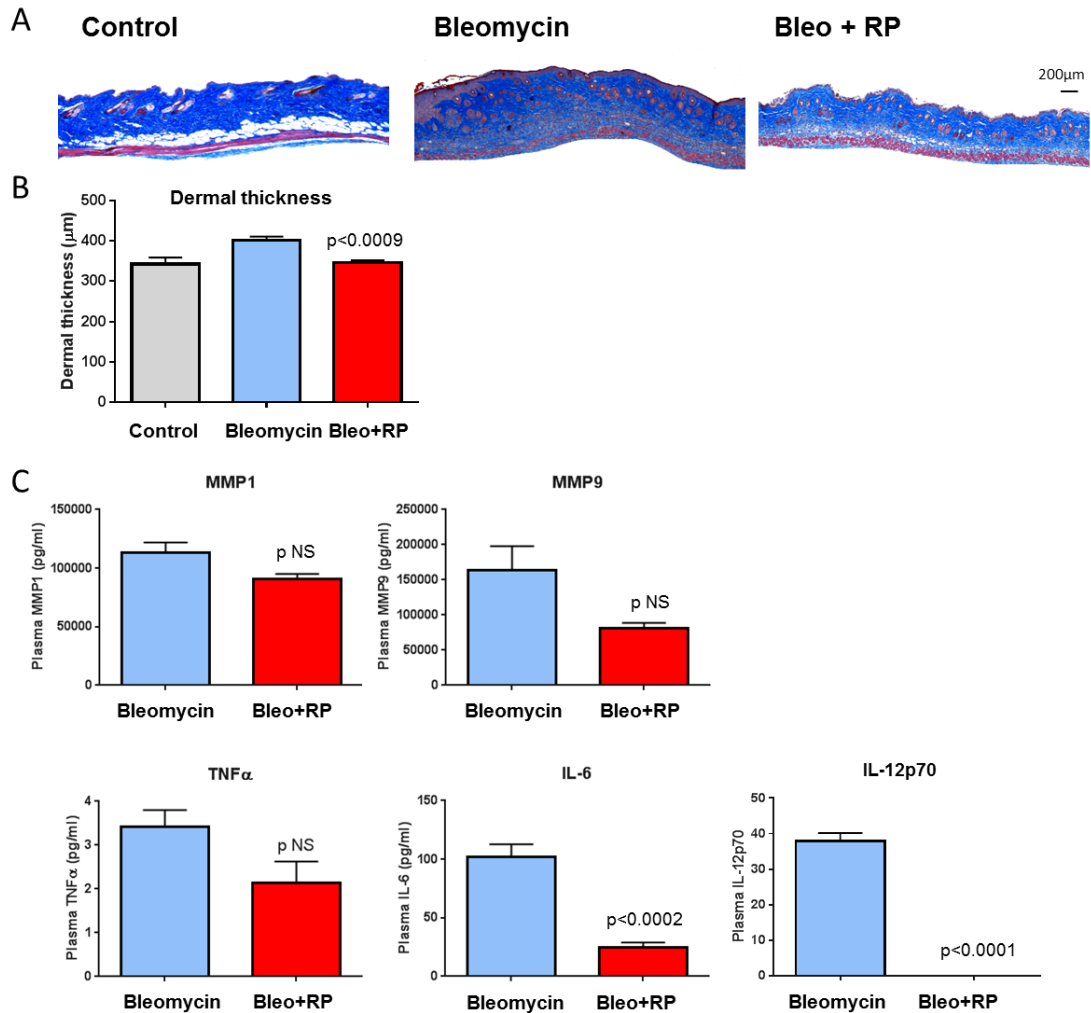 A
Control
Bleomycin
Bleo + RP
200µm
B
Dermal thickness
Dermal thickness (µm)
500
400
300
200
100
0
p<0.0009
Control
Bleomycin
Bleo+RP
C
MMP1
Plasma MMP1 (pg/ml)
150000
100000
50000
0
p NS
Bleomycin
Bleo+RP
MMP9
Plasma MMP9 (pg/ml)
250000
200000
150000
100000
50000
0
p NS
Bleomycin
Bleo+RP
TNFα
Plasma TNFα (pg/ml)
4
3
2
1
0
p NS
Bleomycin
Bleo+RP
IL-6
Plasma IL-6 (pg/ml)
150
100
50
0
p<0.0002
Bleomycin
Bleo+RP
IL-12p70
Plasma IL-12p70
50
40
30
20
10
0
p<0.0001
Bleomycin
Bleo+RP